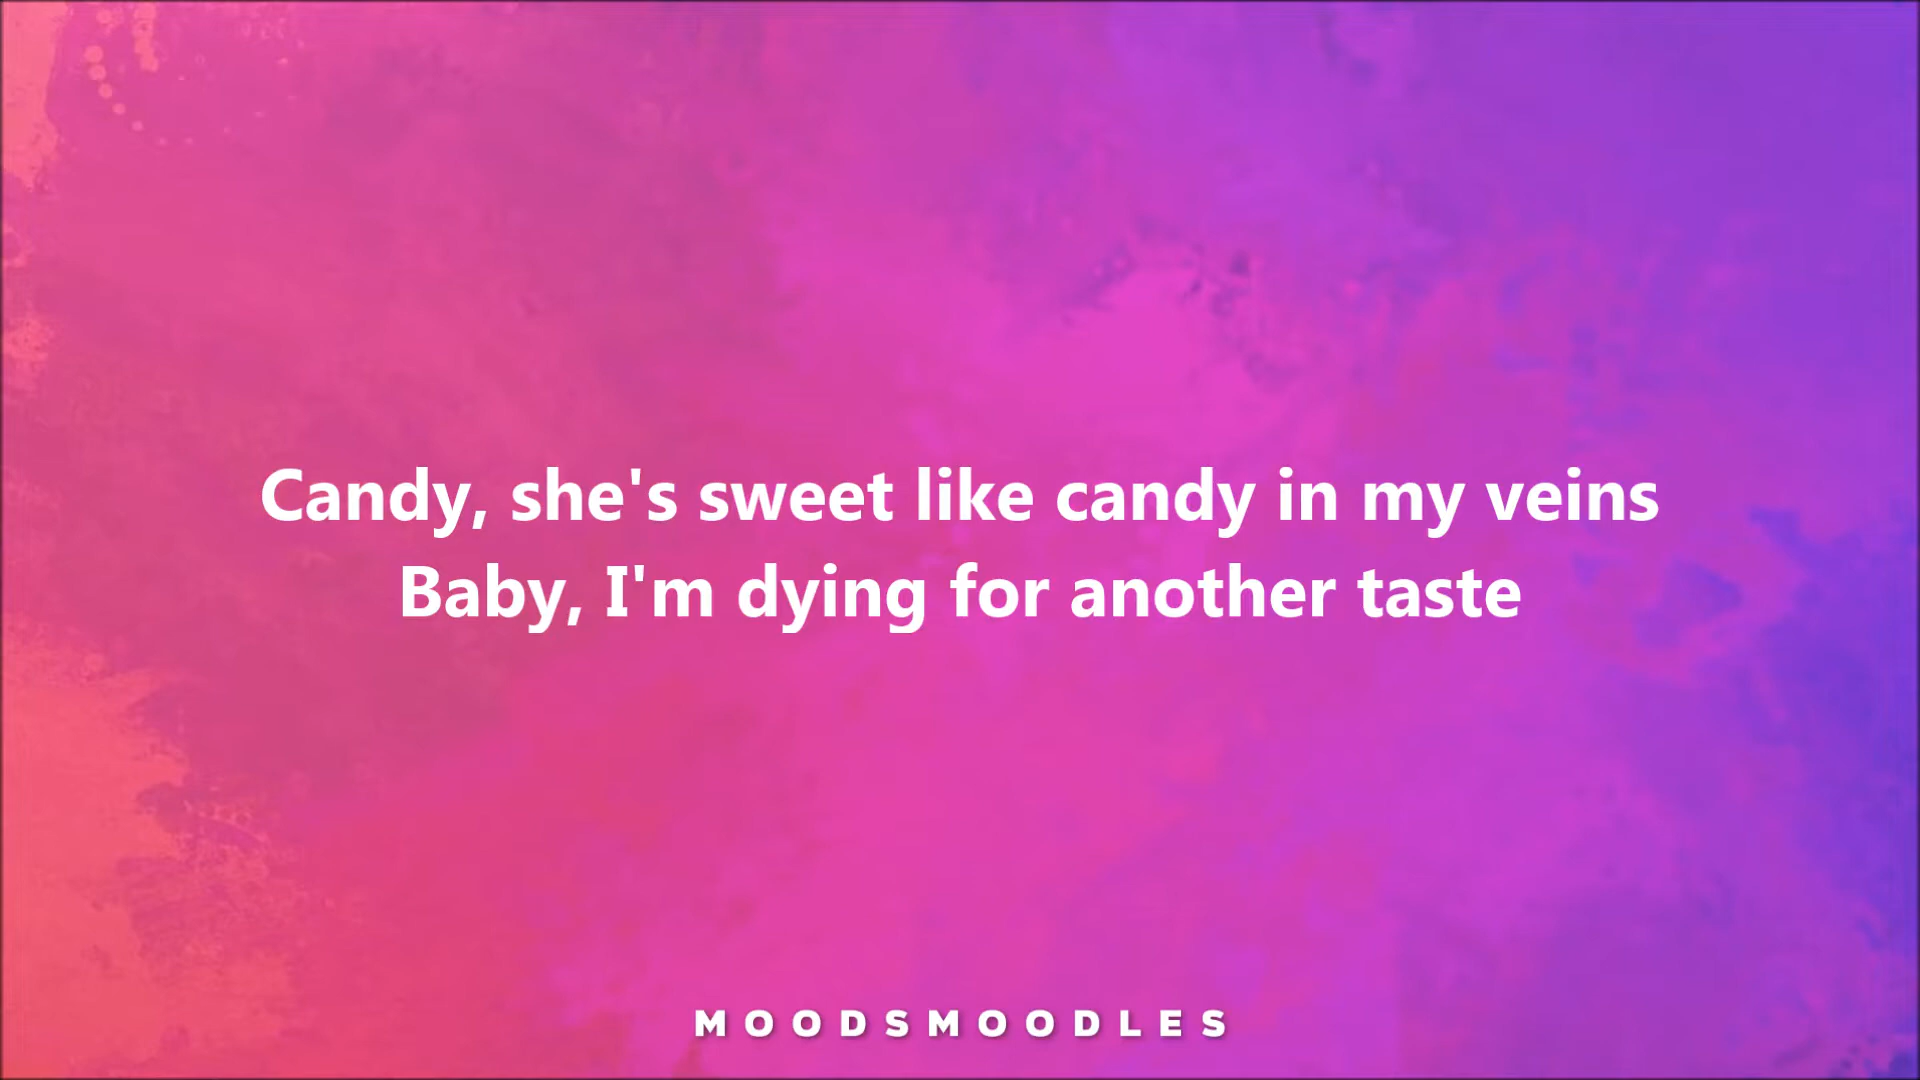 Candy, she's sweet like candy in my veins
Baby, I'm dying for another taste
MOODSMOODLES